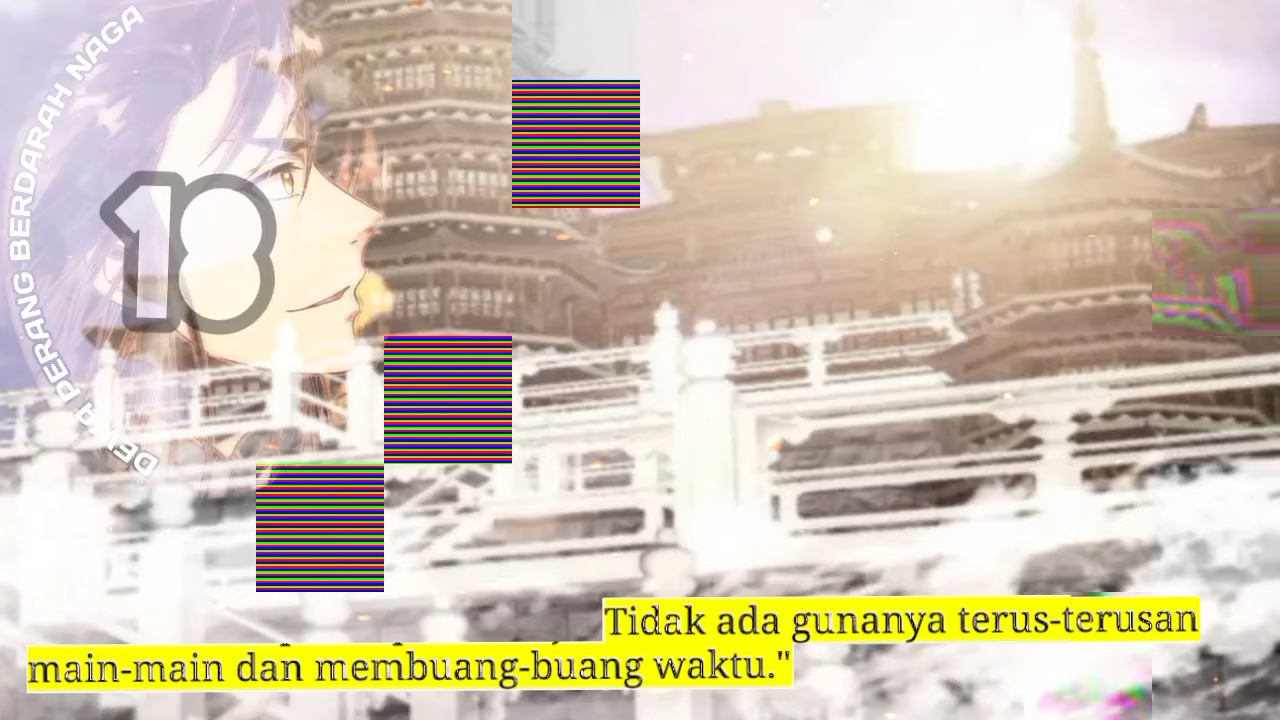 DEWA PERANG BERDARAH NAGA
18
Tidak ada gunanya terus-terusan
main-main dan membuang-buang waktu."